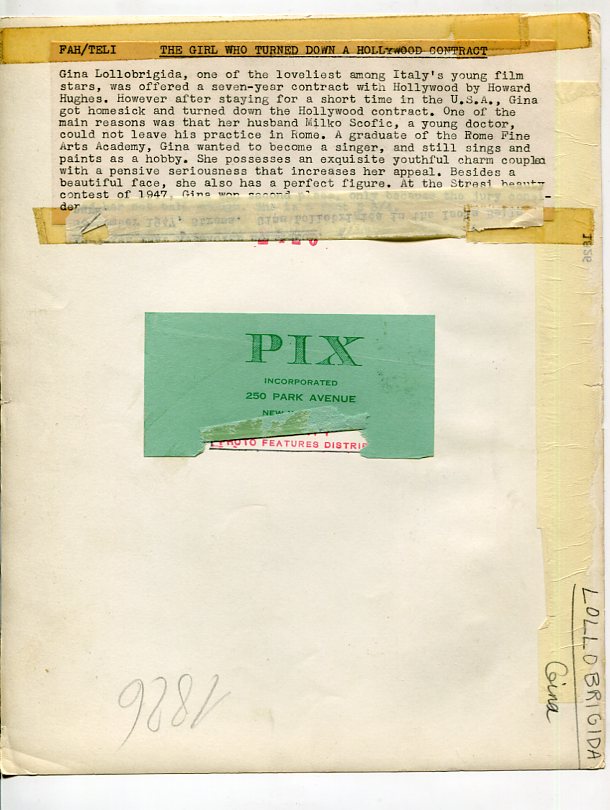 FAH/TELI THE GIRL WHO TURNED DOWN A HOLLYWOOD CONTRACT
Gina Lollobrigida, one of the loveliest among Italy's young film
stars, was offered a seven-year contract with Hollywood by Howard
Hughes. However after staying for a short time in the U.S.A., Gina
got homesick and turned down the Hollywood contract. One of the
main reasons was that her husband Milko Scofic, a young doctor,
could not leave his practice in Rome. A graduate of the Rome Fine
Arts Academy, Gina wanted to become a singer, and still sings and
paints as a hobby. She possesses an exquisite youthful charm coupled
with a pensive seriousness that increases her appeal. Besides a
beautiful face, she also has a perfect figure. At the Stresi beauty
contest of 1947, Gina won second
PIX
INCORPORATED
250 PARK AVENUE
NEW
PHOTO FEATURES DISTRI
LOLLOBRIGIDA
Gina
1826